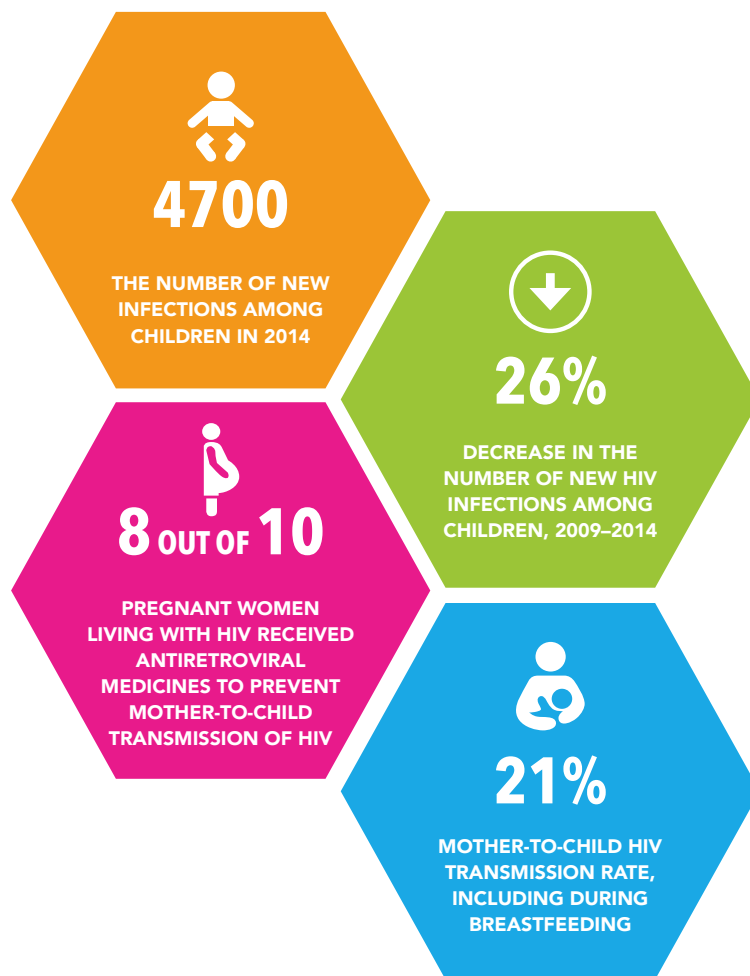 4700
THE NUMBER OF NEW
INFECTIONS AMONG
CHILDREN IN 2014
26%
DECREASE IN THE
NUMBER OF NEW HIV
INFECTIONS AMONG
CHILDREN, 2009–2014
8 OUT OF 10
PREGNANT WOMEN
LIVING WITH HIV RECEIVED
ANTIRETROVIRAL
MEDICINES TO PREVENT
MOTHER-TO-CHILD
TRANSMISSION OF HIV
21%
MOTHER-TO-CHILD HIV
TRANSMISSION RATE,
INCLUDING DURING
BREASTFEEDING